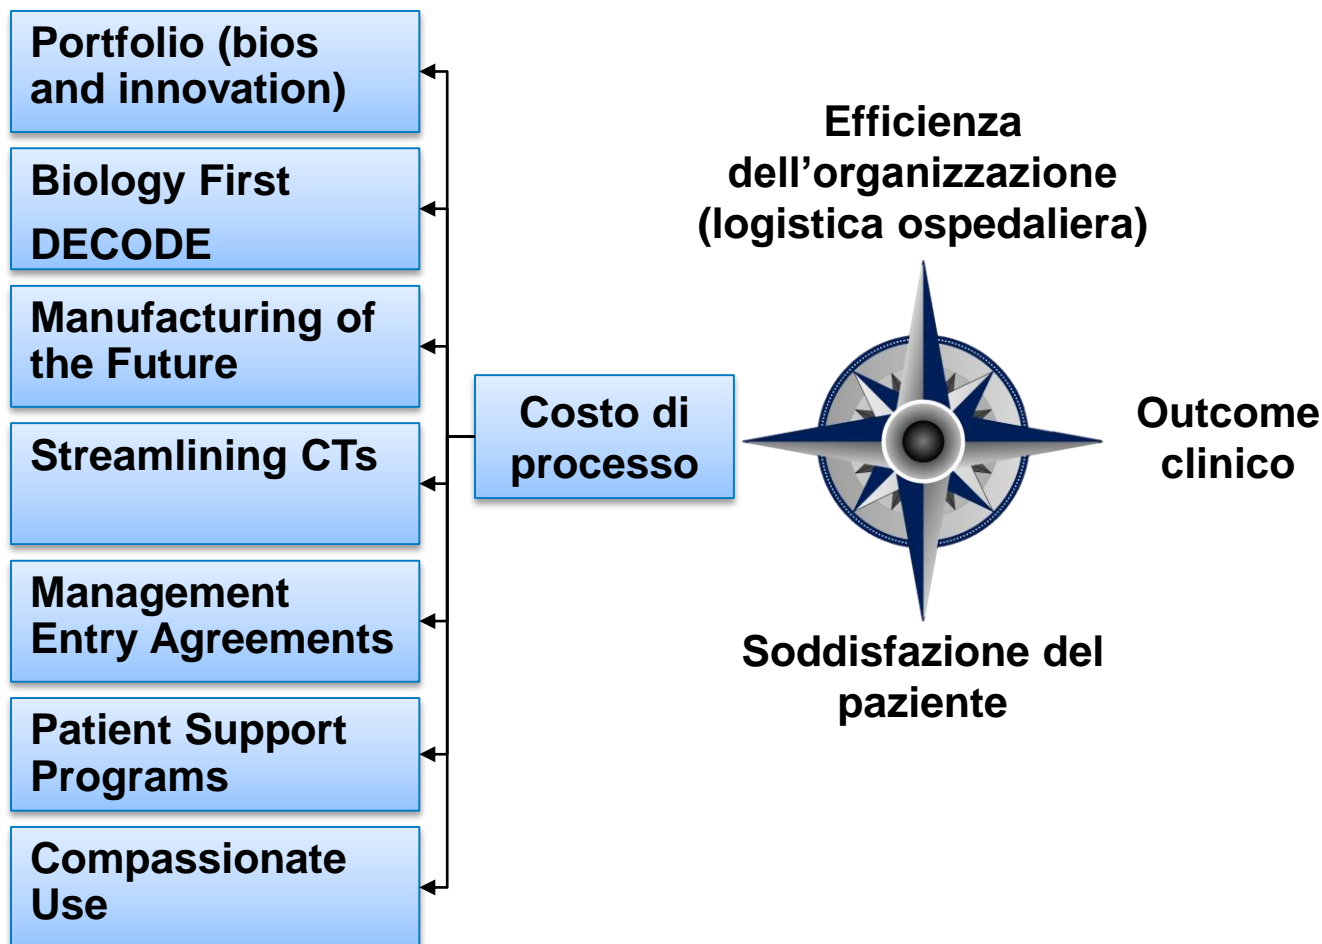 Portfolio (bios
and innovation)
Biology First
DECODE
Manufacturing of
the Future
Streamlining CTs
Management
Entry Agreements
Patient Support
Programs
Compassionate
Use
Costo di
processo
Efficienza
dell’organizzazione
(logistica ospedaliera)
Outcome
clinico
Soddisfazione del
paziente